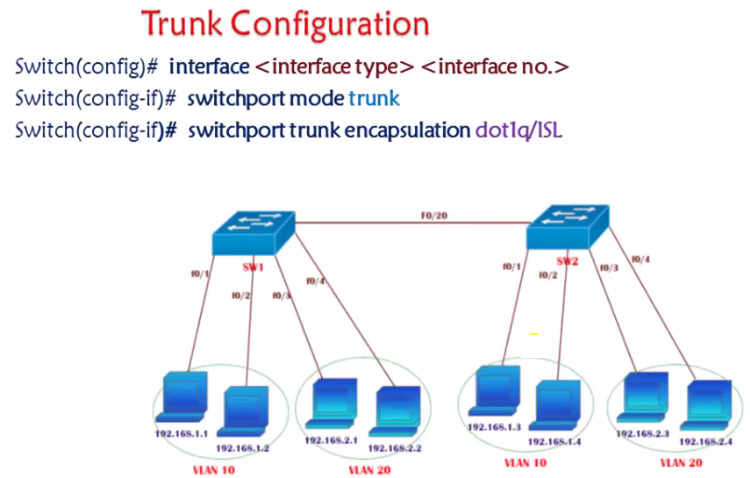 Trunk Configuration
Switch(config)# interface <interface type> <interface no.>
Switch(config-if)# switchport mode trunk
Switch(config-if)# switchport trunk encapsulation dot1q/ISL
F0/20
SW1
SW2
f0/1
f0/2
f0/3
f0/4
f0/1
f0/2
f0/3
f0/4
192.168.1.1
192.168.1.2
192.168.2.1
192.168.2.2
192.168.1.3
192.168.1.4
192.168.2.3
192.168.2.4
VLAN 10
VLAN 20
VLAN 10
VLAN 20